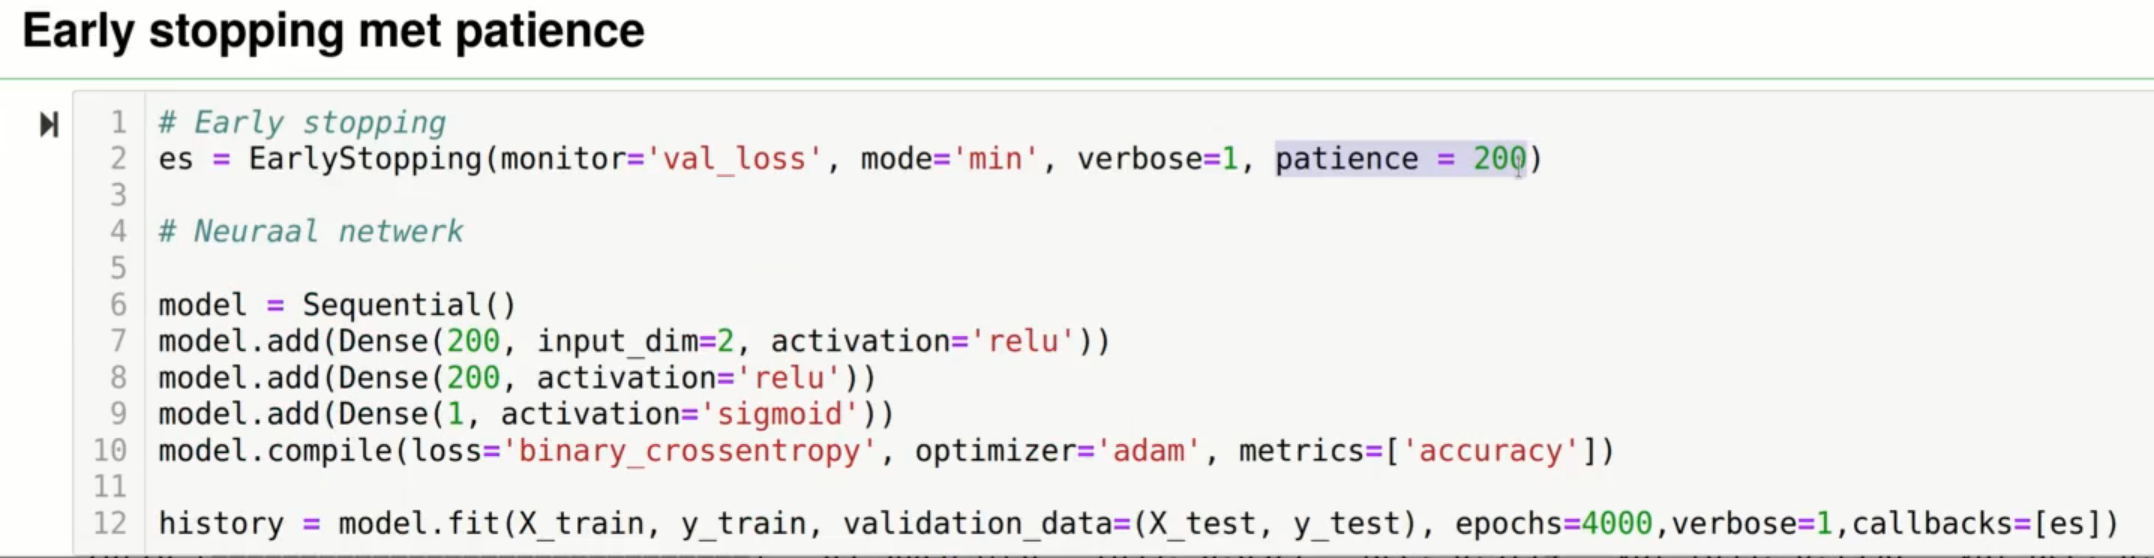 Early stopping met patience
1 # Early stopping
2 es = EarlyStopping(monitor='val_loss', mode='min', verbose=1, patience = 200)
3
4 # Neuraal netwerk
5
6 model = Sequential()
7 model.add(Dense(200, input_dim=2, activation='relu'))
8 model.add(Dense(200, activation='relu'))
9 model.add(Dense(1, activation='sigmoid'))
10 model.compile(loss='binary_crossentropy', optimizer='adam', metrics=['accuracy'])
11
12 history = model.fit(X_train, y_train, validation_data=(X_test, y_test), epochs=4000,verbose=1,callbacks=[es])